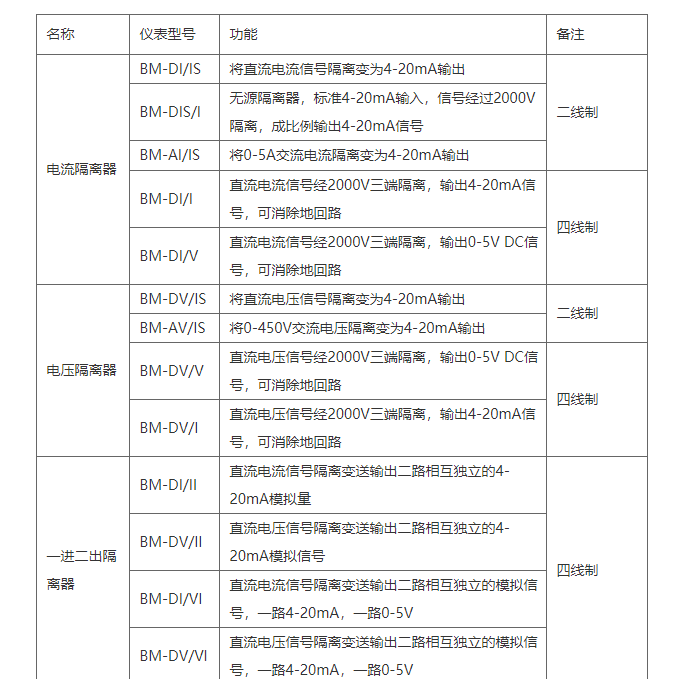 名称 仪表型号 功能 备注
电流隔离器
BM-DI/IS 将直流电流信号隔离变为4-20mA输出
二线制
BM-DIS/I 无源隔离器，标准4-20mA输入，信号经过2000V
隔离，成比例输出4-20mA信号
BM-AI/IS 将0-5A交流电流隔离变为4-20mA输出
BM-DI/I 直流电流信号经2000V三端隔离，输出4-20mA信
号，可消除地回路
四线制
BM-DI/V 直流电流信号经2000V三端隔离，输出0-5V DC信
号，可消除地回路
电压隔离器
BM-DV/IS 将直流电压信号隔离变为4-20mA输出
二线制
BM-AV/IS 将0-450V交流电压隔离变为4-20mA输出
BM-DV/V 直流电压信号经2000V三端隔离，输出0-5V DC信
号，可消除地回路
四线制
BM-DV/I 直流电压信号经2000V三端隔离，输出4-20mA信
号，可消除地回路
一进二出隔
离器
BM-DI/II 直流电流信号隔离变送输出二路相互独立的4-
20mA模拟量
BM-DV/II 直流电压信号隔离变送输出二路相互独立的4-
20mA模拟信号
四线制
BM-DI/VI 直流电流信号隔离变送输出二路相互独立的模拟信
号，一路4-20mA，一路0-5V
BM-DV/VI 直流电压信号隔离变送输出二路相互独立的模拟信
号，一路4-20mA，一路0-5V